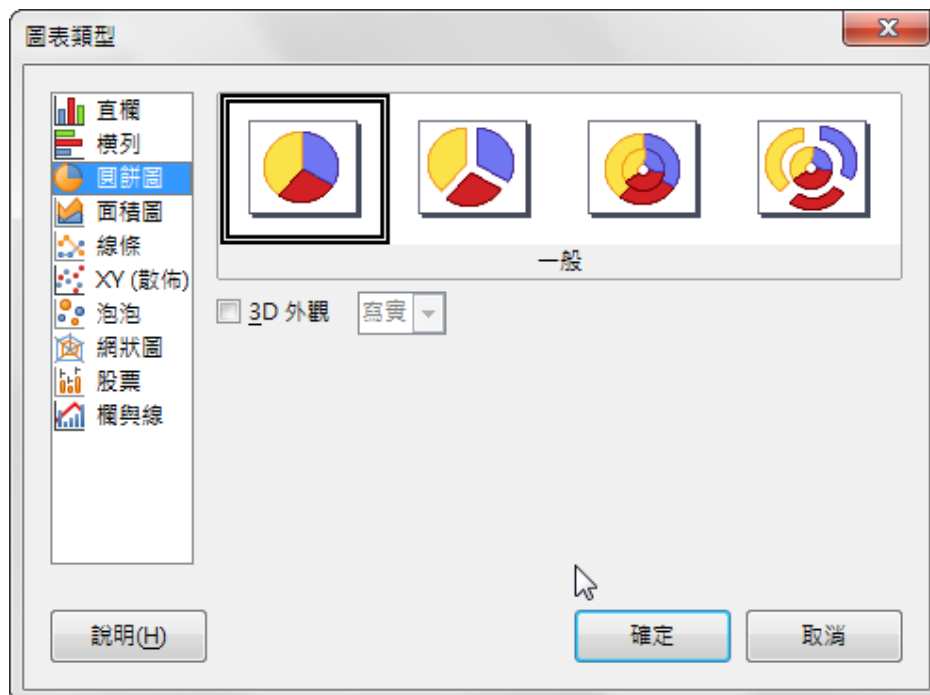 圖表類型
直欄
橫列
圓餅圖
面積圖
線條
XY (散佈)
泡泡
網狀圖
股票
欄與線
一般
3D 外觀
寫實
說明(H)
確定
取消